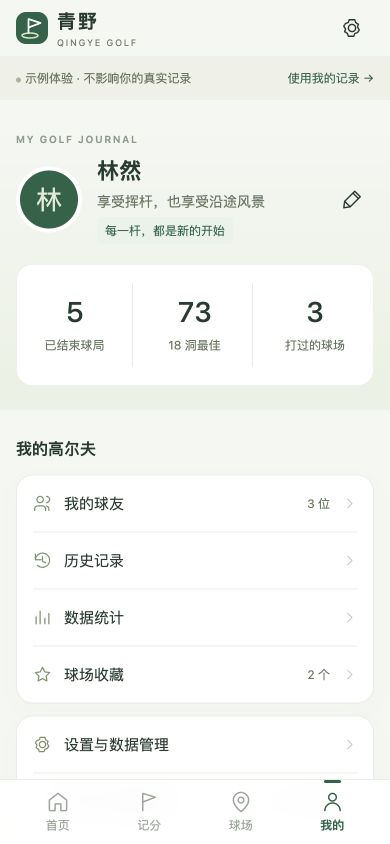 青野
QINGYE GOLF
示例体验 · 不影响你的真实记录
使用我的记录 →
MY GOLF JOURNAL
林
林然
享受挥杆，也享受沿途风景
每一杆，都是新的开始
5
73
3
已结束球局
18 洞最佳
打过的球场
我的高尔夫
我的球友
3 位
历史记录
数据统计
球场收藏
2 个
设置与数据管理
首页
记分
球场
我的